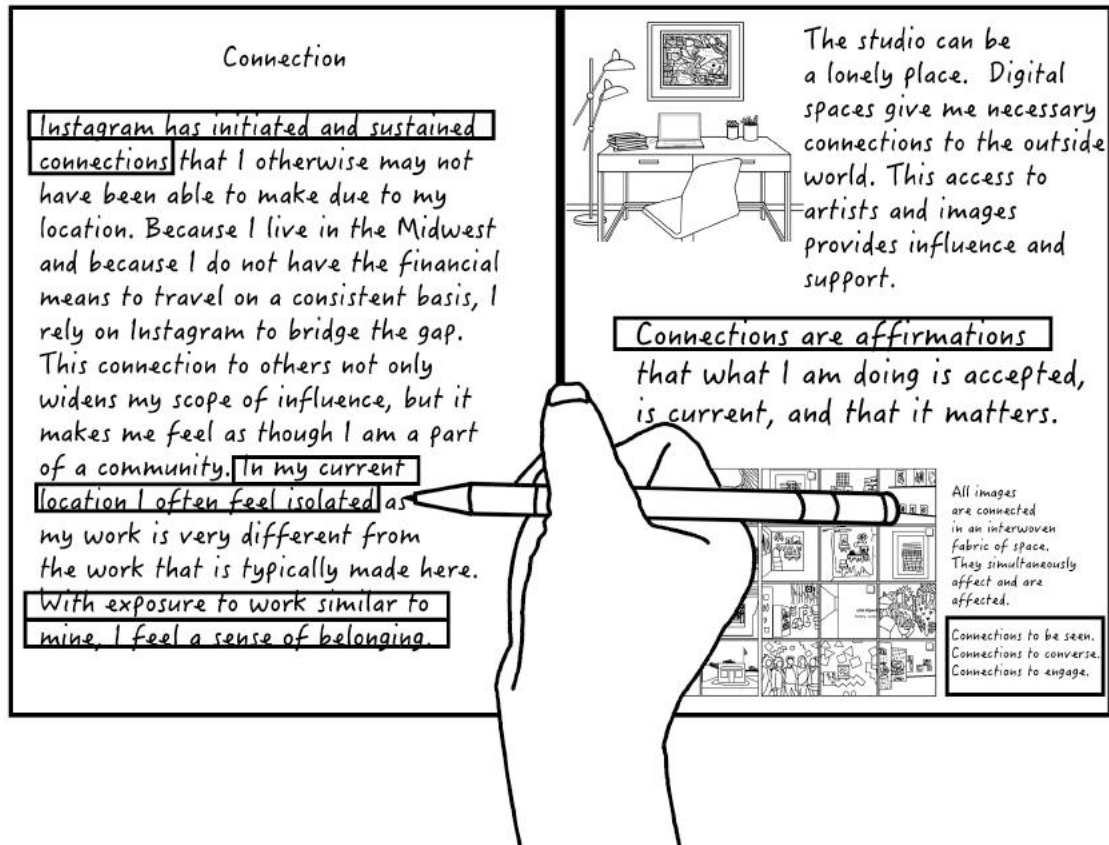 Connection
Instagram has initiated and sustained
connections that I otherwise may not
have been able to make due to my
location. Because I live in the Midwest
and because I do not have the financial
means to travel on a consistent basis, I
rely on Instagram to bridge the gap.
This connection to others not only
widens my scope of influence, but it
makes me feel as though I am a part
of a community. In my current
location I often feel isolated as
my work is very different from
the work that is typically made here.
With exposure to work similar to
mine, I feel a sense of belonging.
The studio can be
a lonely place. Digital
spaces give me necessary
connections to the outside
world. This access to
artists and images
provides influence and
support.
Connections are affirmations
that what I am doing is accepted,
is current, and that it matters.
All images
are connected
in an interwoven
fabric of space.
They simultaneously
affect and are
affected.
Connections to be seen.
Connections to converse.
Connections to engage.